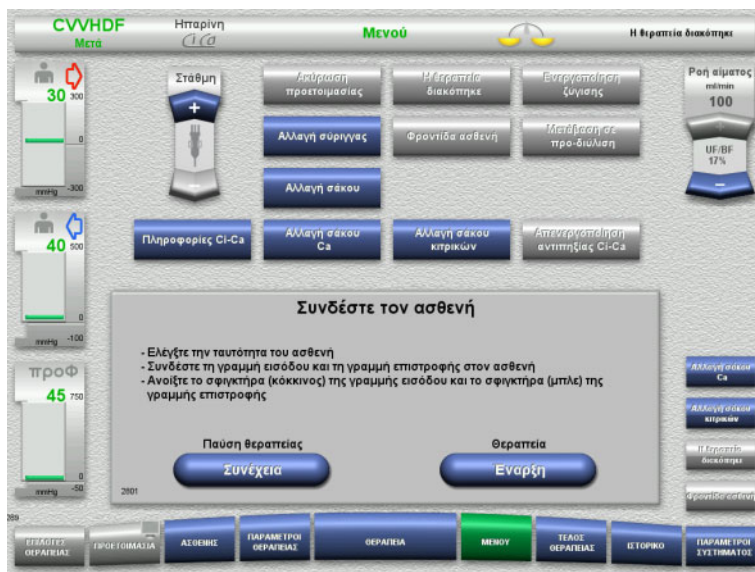 CVVHDF
Μετά
Ηπαρίνη
Ci Ca
Μενού
Η θεραπεία διακόπηκε
30
300
0
-300
mmHg
40
500
0
-100
mmHg
προΦ
45
750
0
-50
mmHg
Στάθμη
+
−
Ακύρωση
προετοιμασίας
Η θεραπεία
διακόπηκε
Ενεργοποίηση
ζύγισης
Αλλαγή σύριγγας
Φροντίδα ασθενή
Μετάβαση σε
προ-διύλιση
Αλλαγή σάκου
Πληροφορίες Ci-Ca
Αλλαγή σάκου
Ca
Αλλαγή σάκου
κιτρικών
Απενεργοποίηση
αντιπηξίας Ci-Ca
Ροή αίματος
ml/min
100
+
UF/BF
17%
−
Συνδέστε τον ασθενή
- Ελέγξτε την ταυτότητα του ασθενή
- Συνδέστε τη γραμμή εισόδου και τη γραμμή επιστροφής στον ασθενή
- Ανοίξτε το σφιγκτήρα (κόκκινος) της γραμμής εισόδου και το σφιγκτήρα (μπλε) της
γραμμής επιστροφής
Παύση θεραπείας
Συνέχεια
Θεραπεία
Έναρξη
2601
Αλλαγή σάκου
Ca
Αλλαγή σάκου
κιτρικών
Η θεραπεία
διακόπηκε
Φροντίδα ασθενή
ΕΠΙΛΟΓΕΣ
ΘΕΡΑΠΕΙΑΣ
ΠΡΟΕΤΟΙΜΑΣΙΑ
ΑΣΘΕΝΗΣ
ΠΑΡΑΜΕΤΡΟΙ
ΘΕΡΑΠΕΙΑΣ
ΘΕΡΑΠΕΙΑ
ΜΕΝΟΥ
ΤΕΛΟΣ
ΘΕΡΑΠΕΙΑΣ
ΙΣΤΟΡΙΚΟ
ΠΑΡΑΜΕΤΡΟΙ
ΣΥΣΤΗΜΑΤΟΣ